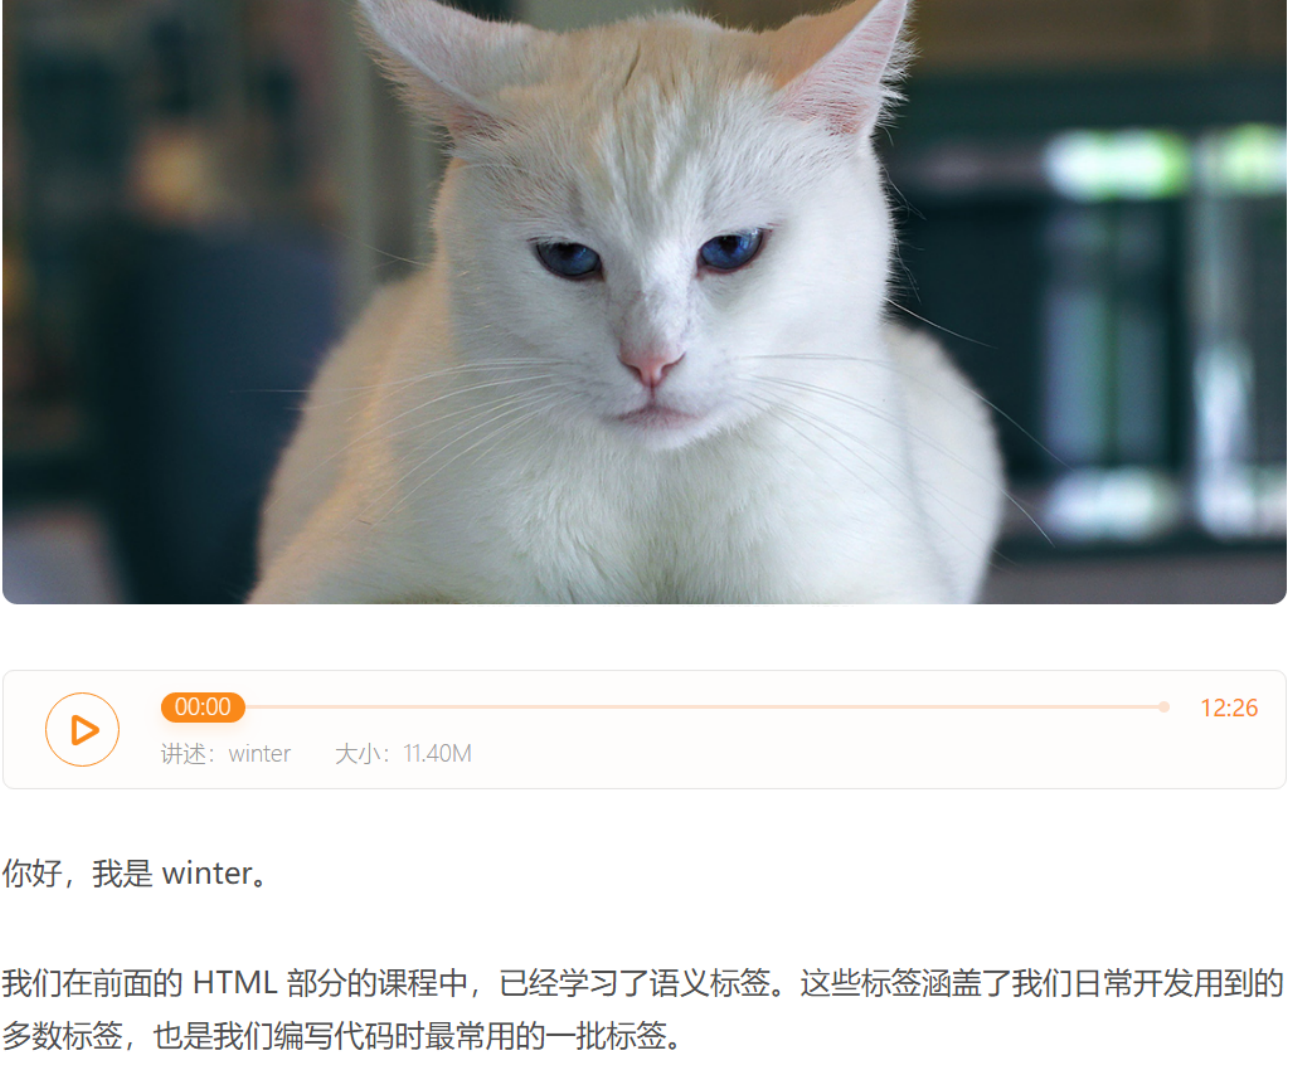 00:00
12:26
讲述：winter 大小：11.40M
你好，我是 winter。
我们在前面的 HTML 部分的课程中，已经学习了语义标签。这些标签涵盖了我们日常开发用到的
多数标签，也是我们编写代码时最常用的一批标签。